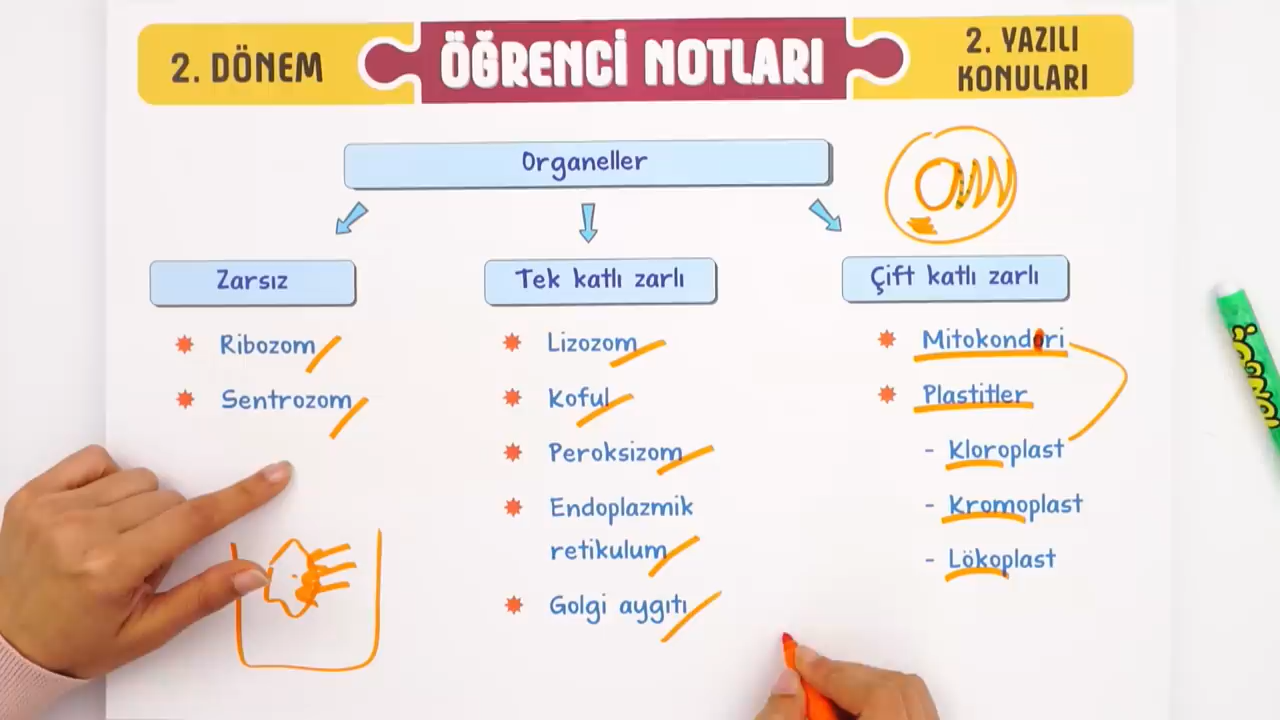 2. DÖNEM
ÖĞRENCİ NOTLARI
2. YAZILI
KONULARI
Organeller
Zarsız
Ribozom
Sentrozom
Tek katlı zarlı
Lizozom
Koful
Peroksizom
Endoplazmik
retikulum
Golgi aygıtı
Çift katlı zarlı
Mitokondri
Plastitler
- Kloroplast
- Kromoplast
- Lökoplast